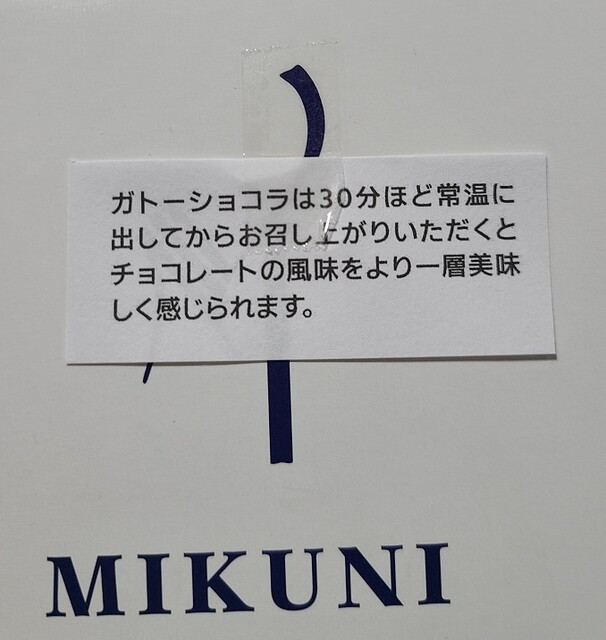 ガトーショコラは30分ほど常温に
出してからお召し上がりいただくと
チョコレートの風味をより一層美味
しく感じられます。
MIKUNI